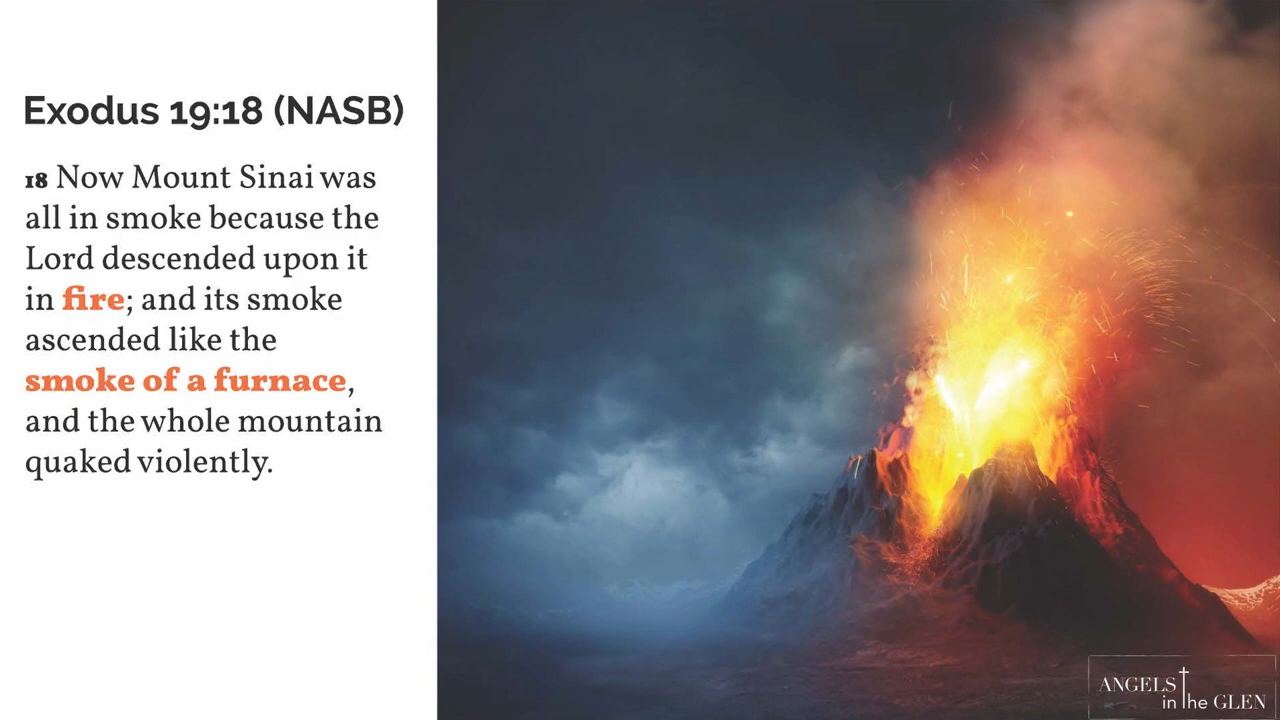 Exodus 19:18 (NASB)
18 Now Mount Sinai was
all in smoke because the
Lord descended upon it
in fire; and its smoke
ascended like the
smoke of a furnace,
and the whole mountain
quaked violently.
ANGELS
in the GLEN